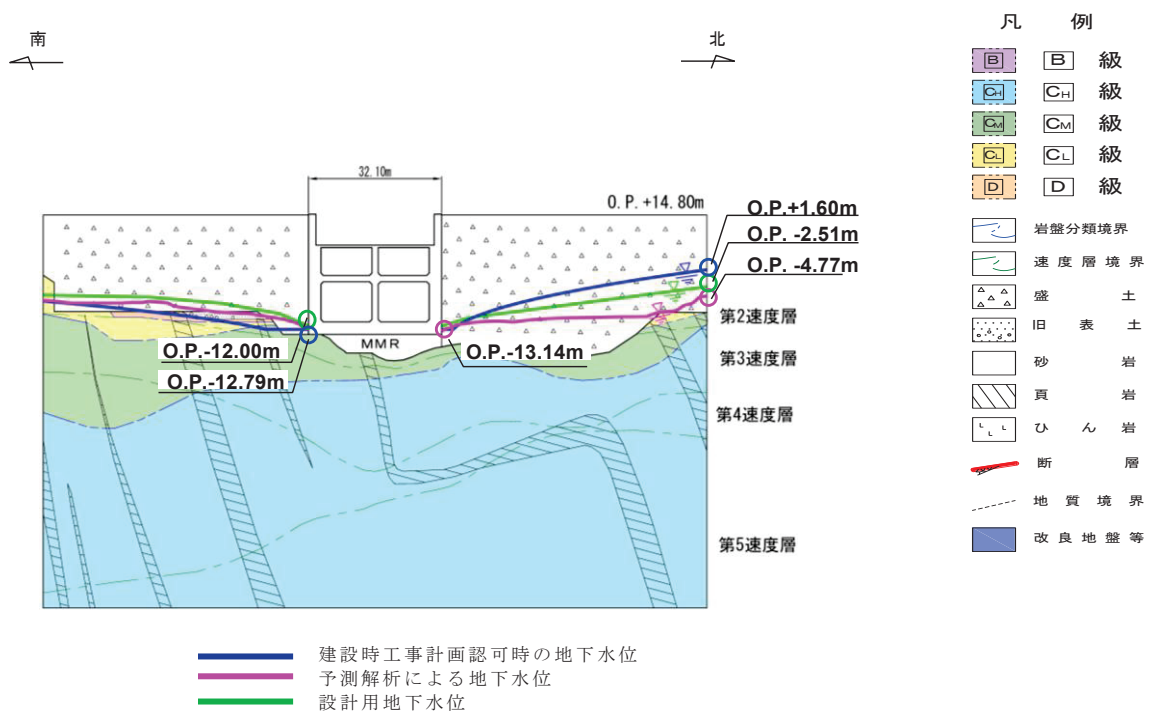 南
北
32.10m
O.P.+14.80m
O.P.+1.60m
O.P. -2.51m
O.P. -4.77m
第2速度層
MMR
O.P.-12.00m
O.P.-13.14m
第3速度層
O.P.-12.79m
第4速度層
第5速度層
建設時工事計画認可時の地下水位
予測解析による地下水位
設計用地下水位
凡 例
B B 級
CH CH 級
CM CM 級
CL CL 級
D D 級
岩盤分類境界
速度層境界
盛 土
旧 表 土
砂 岩
頁 岩
ひ ん 岩
断 層
地 質 境 界
改 良 地 盤 等